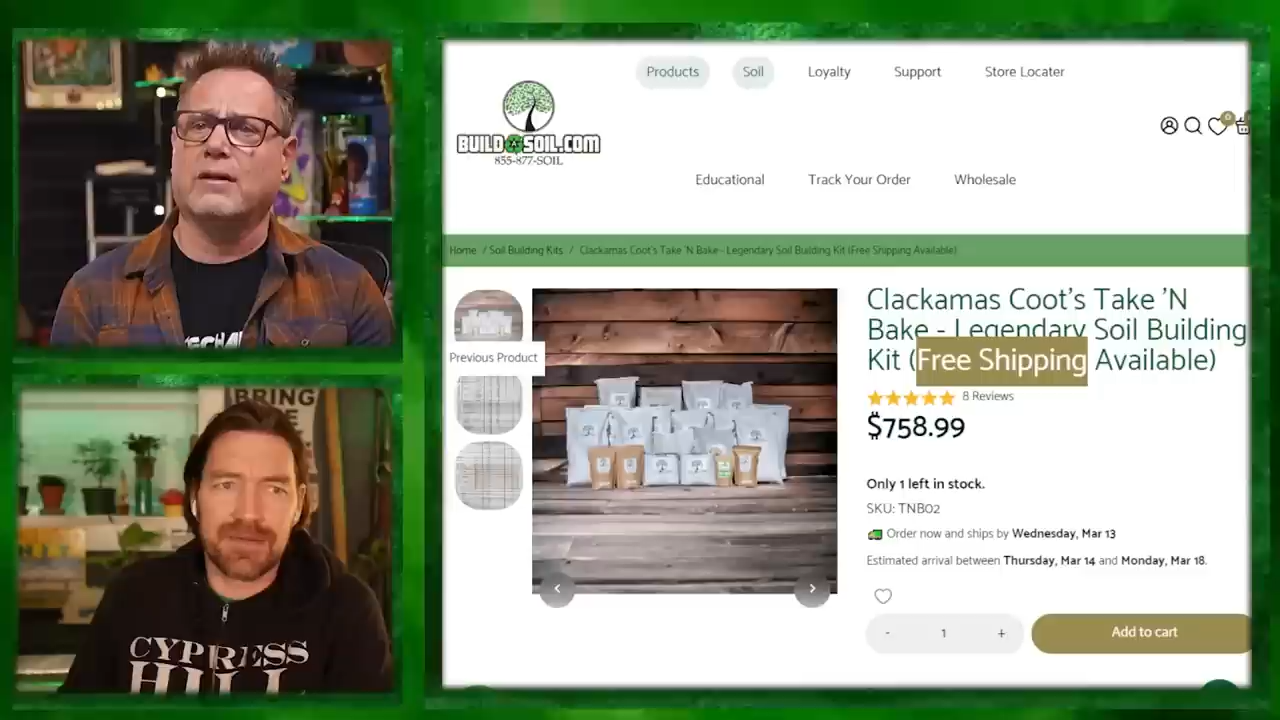 Products
Soil
Loyalty
Support
Store Locater
BUILD A SOIL.COM
855-877-SOIL
0
Educational
Track Your Order
Wholesale
Home / Soil Building Kits / Clackamas Coot's Take 'N Bake - Legendary Soil Building Kit (Free Shipping Available)
Clackamas Coot's Take 'N
Bake - Legendary Soil Building
Kit (Free Shipping Available)
Previous Product
8 Reviews
$758.99
Only 1 left in stock.
SKU: TNB02
Order now and ships by Wednesday, Mar 13
Estimated arrival between Thursday, Mar 14 and Monday, Mar 18.
- 1 +
Add to cart
BRING
CYPRESS
HILL